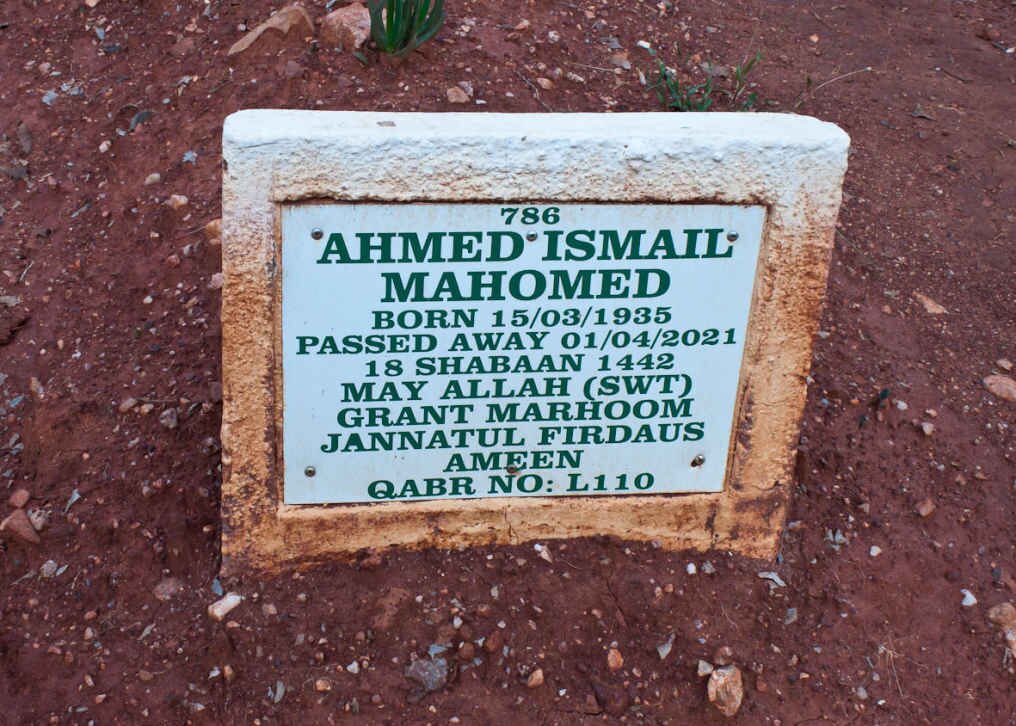 786
AHMED ISMAIL
MAHOMED
BORN 15/03/1935
PASSED AWAY 01/04/2021
18 SHABAAN 1442
MAY ALLAH (SWT)
GRANT MARHOOM
JANNATUL FIRDAUS
AMEEN
QABR NO: L110